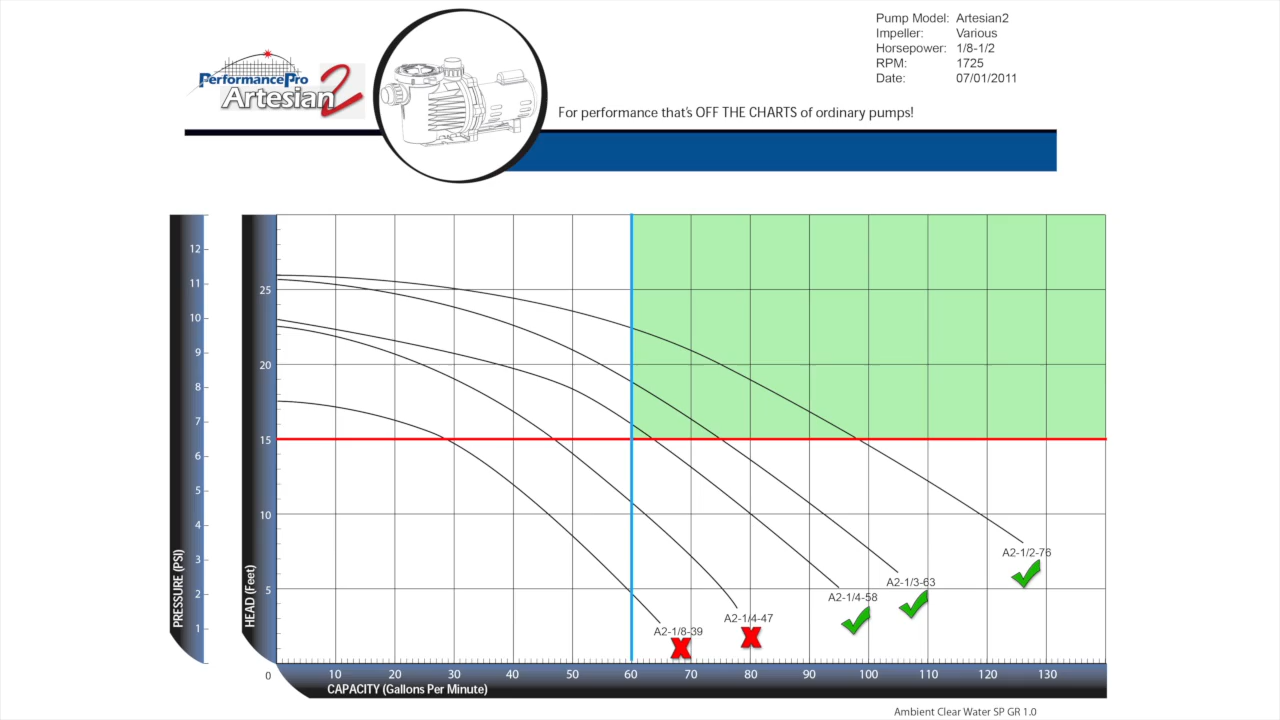 Pump Model: Artesian2
Impeller: Various
Horsepower: 1/8-1/2
RPM: 1725
Date: 07/01/2011
PerformancePro
Artesian2
For performance that's OFF THE CHARTS of ordinary pumps!
12
11
10
9
8
7
6
5
4
3
2
1
PRESSURE (PSI)
25
20
15
10
5
0
HEAD (Feet)
A2-1/2-76
A2-1/3-63
A2-1/4-58
A2-1/4-47
A2-1/8-39
10 20 30 40 50 60 70 80 90 100 110 120 130
CAPACITY (Gallons Per Minute)
Ambient Clear Water SP GR 1.0